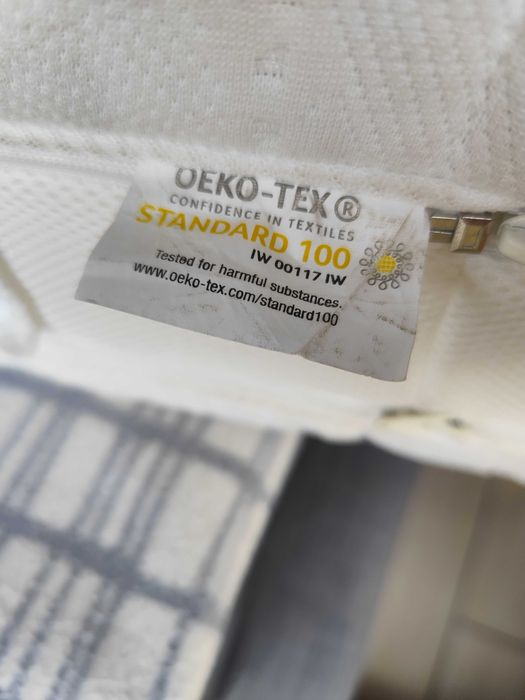 OEKO-TEX®
CONFIDENCE IN TEXTILES
STANDARD 100
IW 00117 IW
Tested for harmful substances.
www.oeko-tex.com/standard100